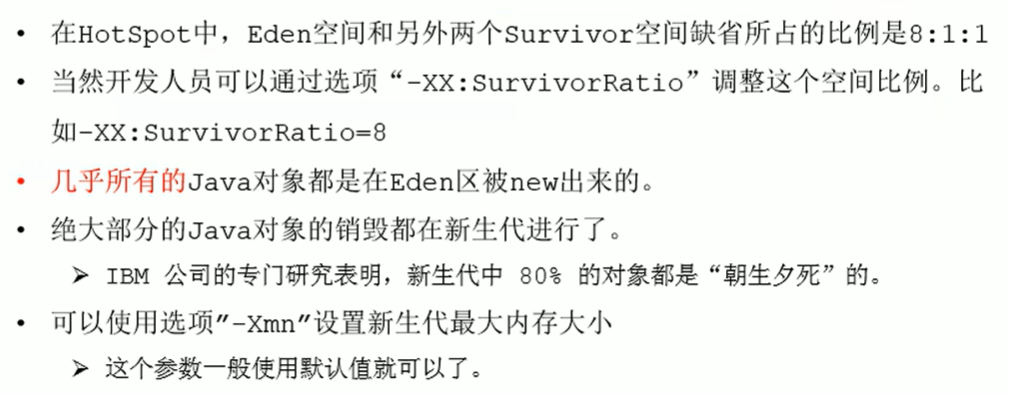 • 在HotSpot中，Eden空间和另外两个Survivor空间缺省所占的比例是8:1:1
• 当然开发人员可以通过选项“-XX:SurvivorRatio”调整这个空间比例。比
如-XX:SurvivorRatio=8
• 几乎所有的Java对象都是在Eden区被new出来的。
• 绝大部分的Java对象的销毁都在新生代进行了。
➢ IBM 公司的专门研究表明，新生代中 80% 的对象都是“朝生夕死”的。
• 可以使用选项"-Xmn"设置新生代最大内存大小
➢ 这个参数一般使用默认值就可以了。